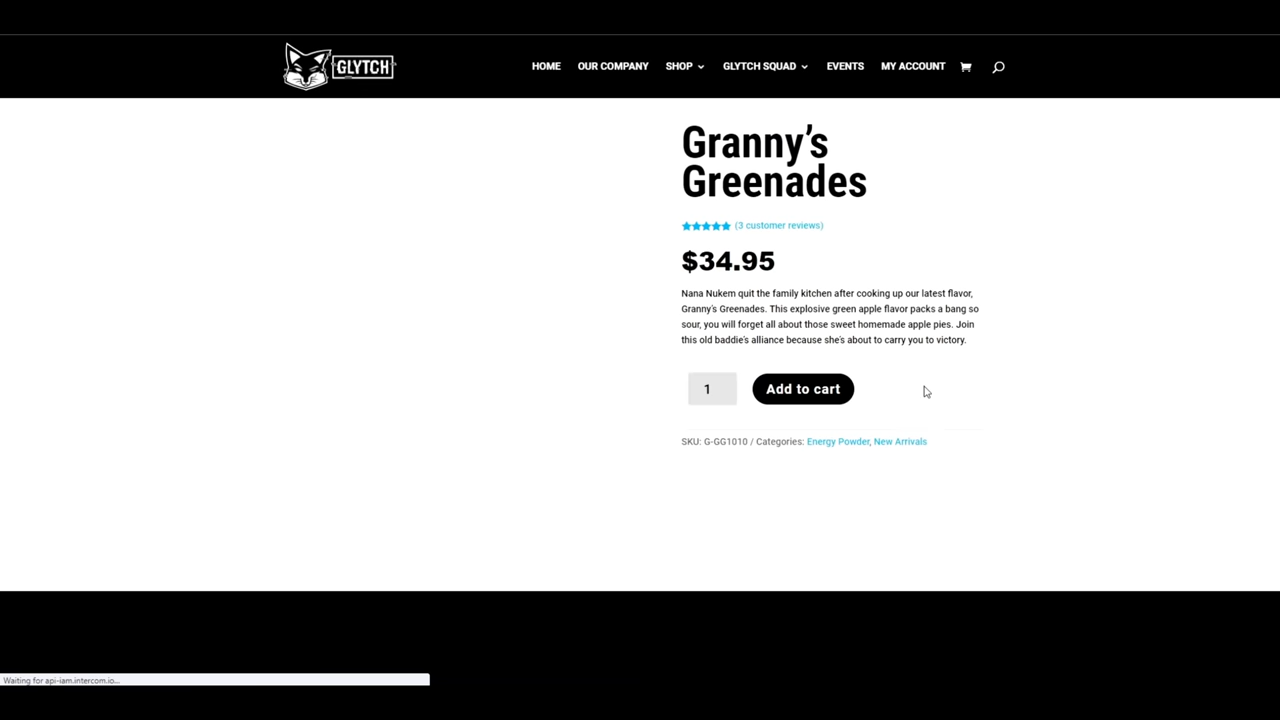 GLYTCH
HOME OUR COMPANY SHOP GLYTCH SQUAD EVENTS MY ACCOUNT
Granny's
Greenades
(3 customer reviews)
$34.95
Nana Nukem quit the family kitchen after cooking up our latest flavor,
Granny's Greenades. This explosive green apple flavor packs a bang so
sour, you will forget all about those sweet homemade apple pies. Join
this old baddie's alliance because she's about to carry you to victory.
1 Add to cart
SKU: G-GG1010 / Categories: Energy Powder, New Arrivals
Waiting for api-iam.intercom.io...